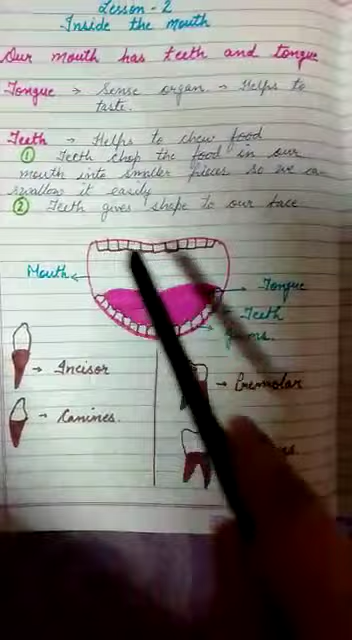 Lesson - 2
Inside the mouth
Our mouth has teeth and tongue
Tongue → Sense organ → Helps to
taste.
Teeth → Helps to chew food
① Teeth chop the food in our
mouth into smaller pieces so we can
swallow it easily
② Teeth gives shape to our face
Mouth
Tongue
Teeth
→ Incisor
→ Premolar
→ Canines.